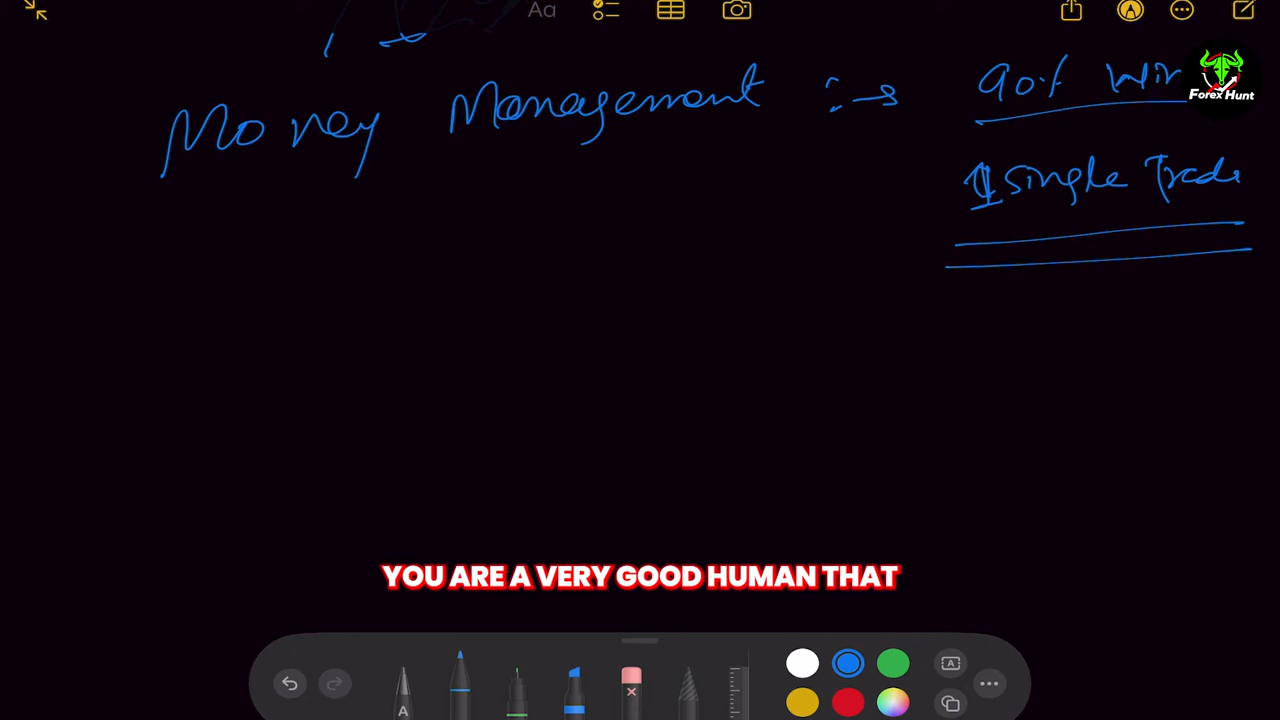 Aa
Money Management :→ 90% Win
Forex Hunt
1 Single Trade
YOU ARE A VERY GOOD HUMAN THAT
A
A